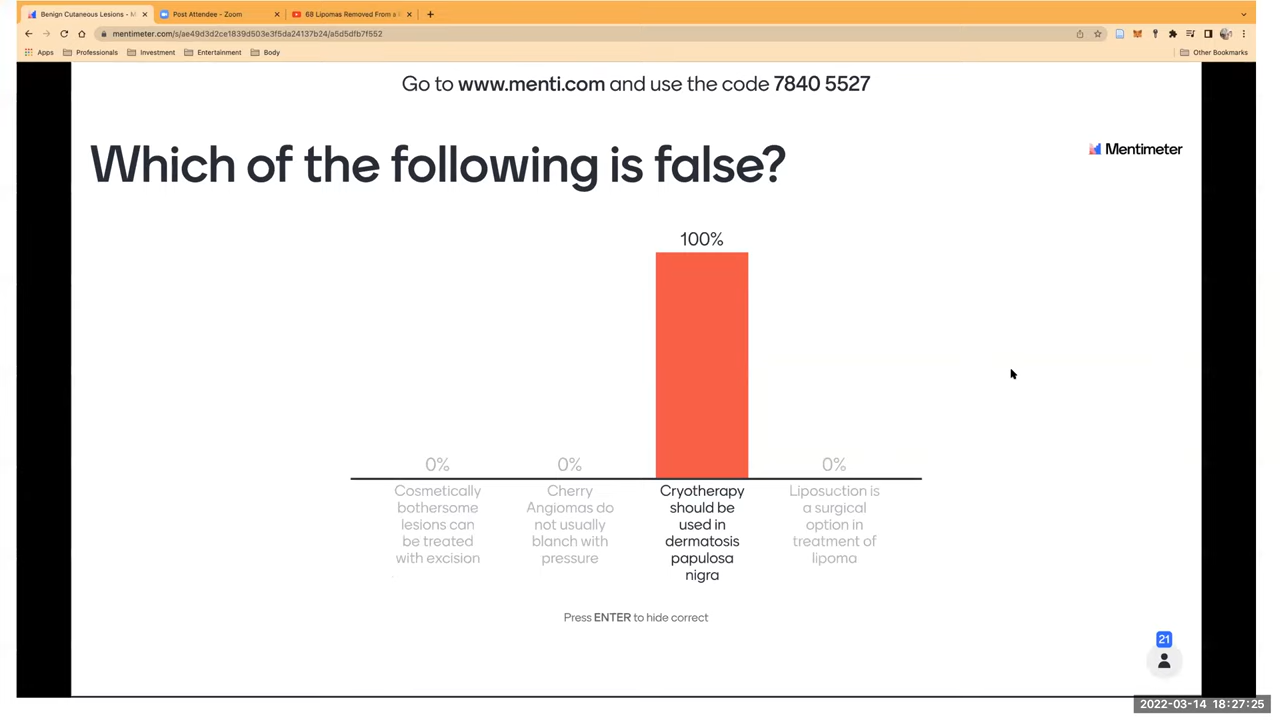 Benign Cutaneous Lesions - M
Post Attendee - Zoom
68 Lipomas Removed From a
mentimeter.com/s/ae49d3d2ce1839d503e3f5da24137b24/a5d5dfb7f552
Apps
Professionals
Investment
Entertainment
Body
Other Bookmarks
Go to www.menti.com and use the code 7840 5527
Which of the following is false?
Mentimeter
100%
0%
0%
0%
Cosmetically
bothersome
lesions can
be treated
with excision
Cherry
Angiomas do
not usually
blanch with
pressure
Cryotherapy
should be
used in
dermatosis
papulosa
nigra
Liposuction is
a surgical
option in
treatment of
lipoma
Press ENTER to hide correct
21
2022-03-14 18:27:25